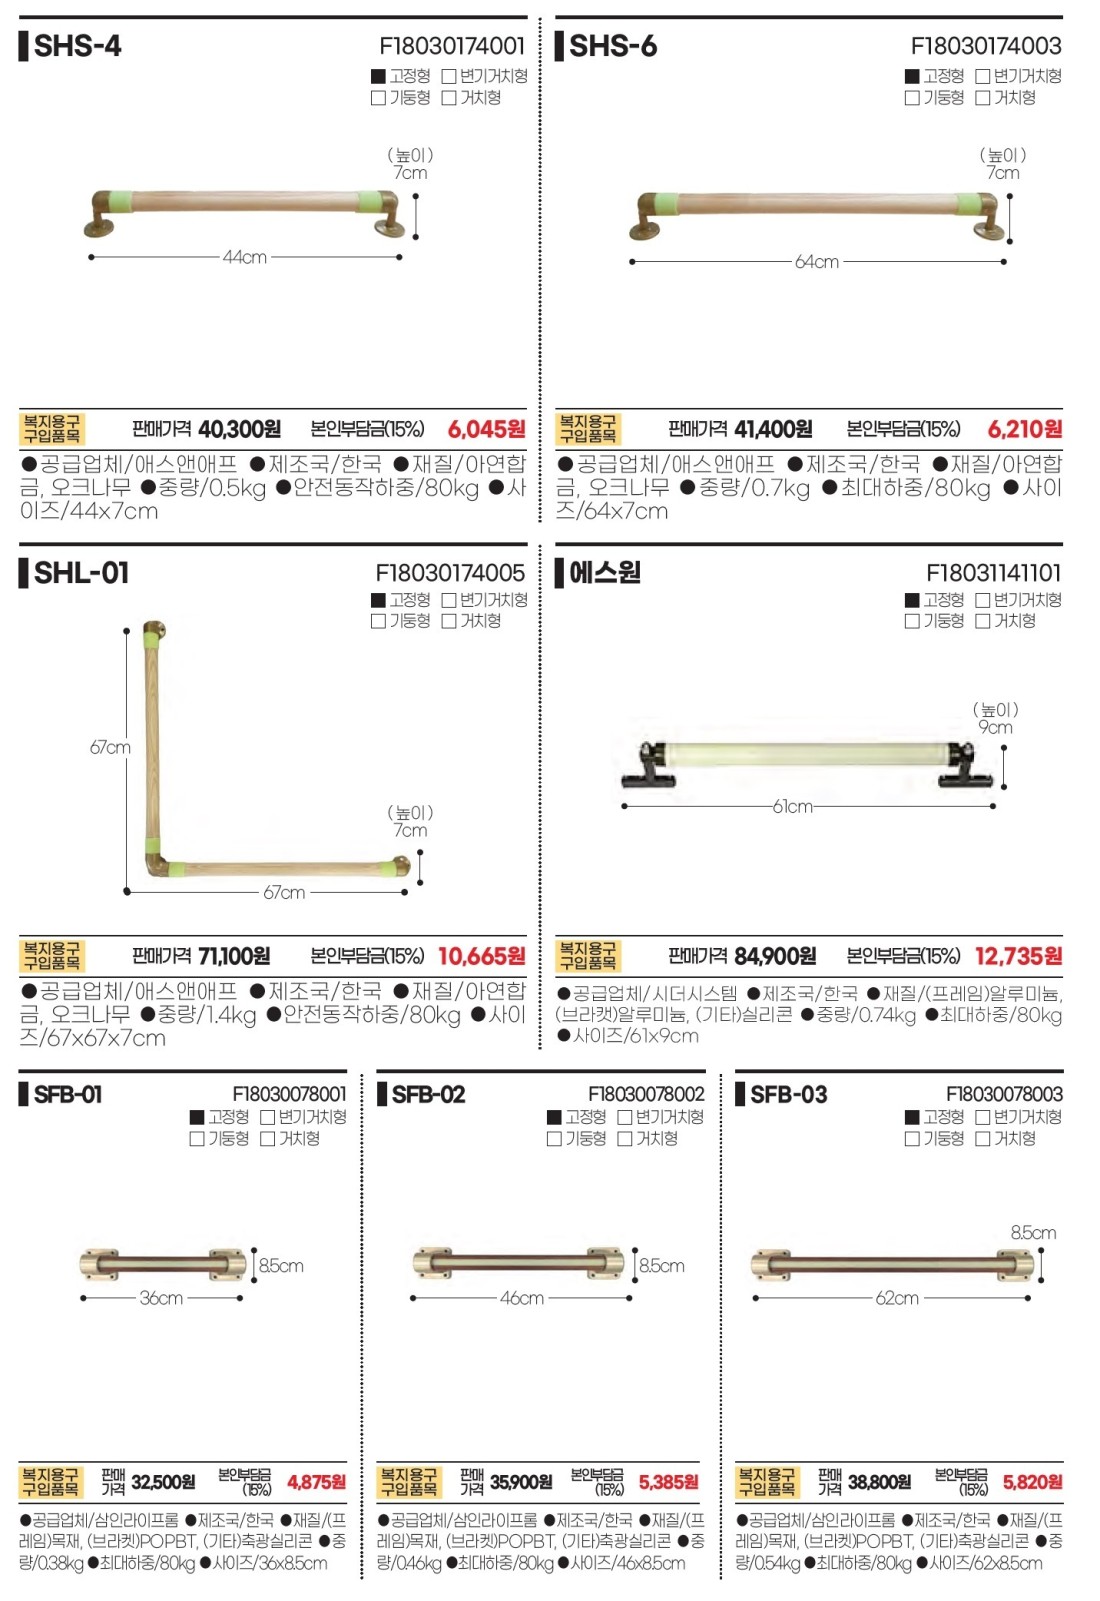 SHS-4
F18030174001
■ 고정형 □ 변기거치형
□ 기둥형 □ 거치형
(높이)
7cm
44cm
복지용구
구입품목
판매가격 40,300원 본인부담금(15%) 6,045원
●공급업체/애스앤애프 ●제조국/한국 ●재질/아연합
금, 오크나무 ●중량/0.5kg ●안전동작하중/80kg ●사
이즈/44x7cm
SHS-6
F18030174003
■ 고정형 □ 변기거치형
□ 기둥형 □ 거치형
(높이)
7cm
64cm
복지용구
구입품목
판매가격 41,400원 본인부담금(15%) 6,210원
●공급업체/애스앤애프 ●제조국/한국 ●재질/아연합
금, 오크나무 ●중량/0.7kg ●최대하중/80kg ●사이
즈/64x7cm
SHL-01
F18030174005
■ 고정형 □ 변기거치형
□ 기둥형 □ 거치형
67cm
(높이)
7cm
67cm
복지용구
구입품목
판매가격 71,100원 본인부담금(15%) 10,665원
●공급업체/애스앤애프 ●제조국/한국 ●재질/아연합
금, 오크나무 ●중량/1.4kg ●안전동작하중/80kg ●사이
즈/67x67x7cm
에스원
F18031141101
■ 고정형 □ 변기거치형
□ 기둥형 □ 거치형
(높이)
9cm
61cm
복지용구
구입품목
판매가격 84,900원 본인부담금(15%) 12,735원
●공급업체/시더시스템 ●제조국/한국 ●재질/(프레임)알루미늄,
(브라캣)알루미늄, (기타)실리콘 ●중량/0.74kg ●최대하중/80kg
●사이즈/61x9cm
SFB-01
F18030078001
■ 고정형 □ 변기거치형
□ 기둥형 □ 거치형
8.5cm
36cm
복지용구
구입품목
판매
가격 32,500원 본인부담금
(15%) 4,875원
●공급업체/삼인라이프롬 ●제조국/한국 ●재질/(프
레임)목재, (브라켓)POPBT, (기타)축광실리콘 ●중
량/0.38kg ●최대하중/80kg ●사이즈/36x8.5cm
SFB-02
F18030078002
■ 고정형 □ 변기거치형
□ 기둥형 □ 거치형
8.5cm
46cm
복지용구
구입품목
판매
가격 35,900원 본인부담금
(15%) 5,385원
●공급업체/삼인라이프롬 ●제조국/한국 ●재질/(프
레임)목재, (브라켓)POPBT, (기타)축광실리콘 ●중
량/0.46kg ●최대하중/80kg ●사이즈/46x8.5cm
SFB-03
F18030078003
■ 고정형 □ 변기거치형
□ 기둥형 □ 거치형
8.5cm
62cm
복지용구
구입품목
판매
가격 38,800원 본인부담금
(15%) 5,820원
●공급업체/삼인라이프롬 ●제조국/한국 ●재질/(프
레임)목재, (브라켓)POPBT, (기타)축광실리콘 ●중
량/0.54kg ●최대하중/80kg ●사이즈/62x8.5cm